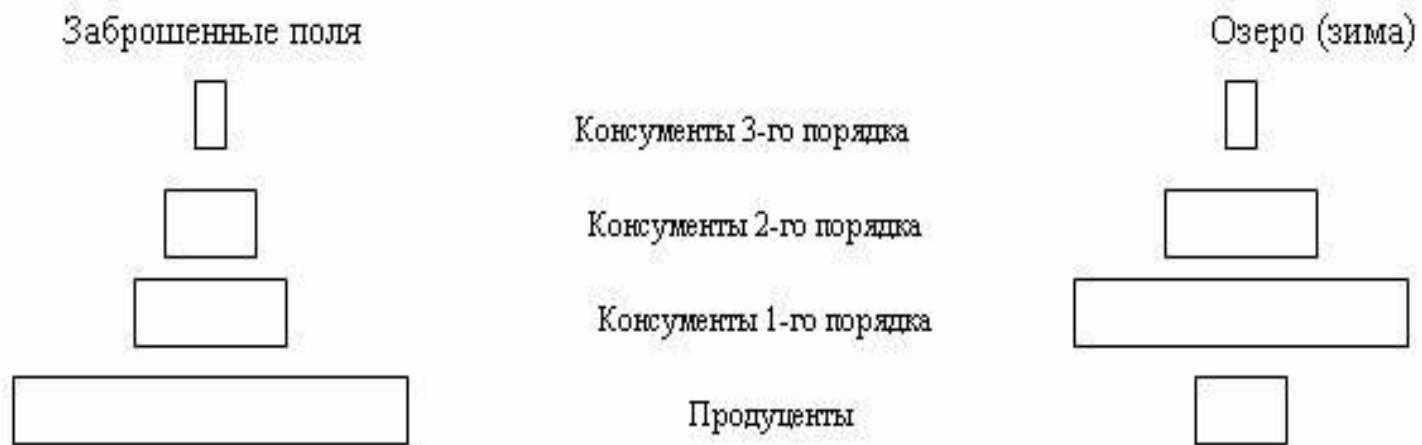 Заброшенные поля
Озеро (зима)
Консументы 3-го порядка
Консументы 2-го порядка
Консументы 1-го порядка
Продуценты